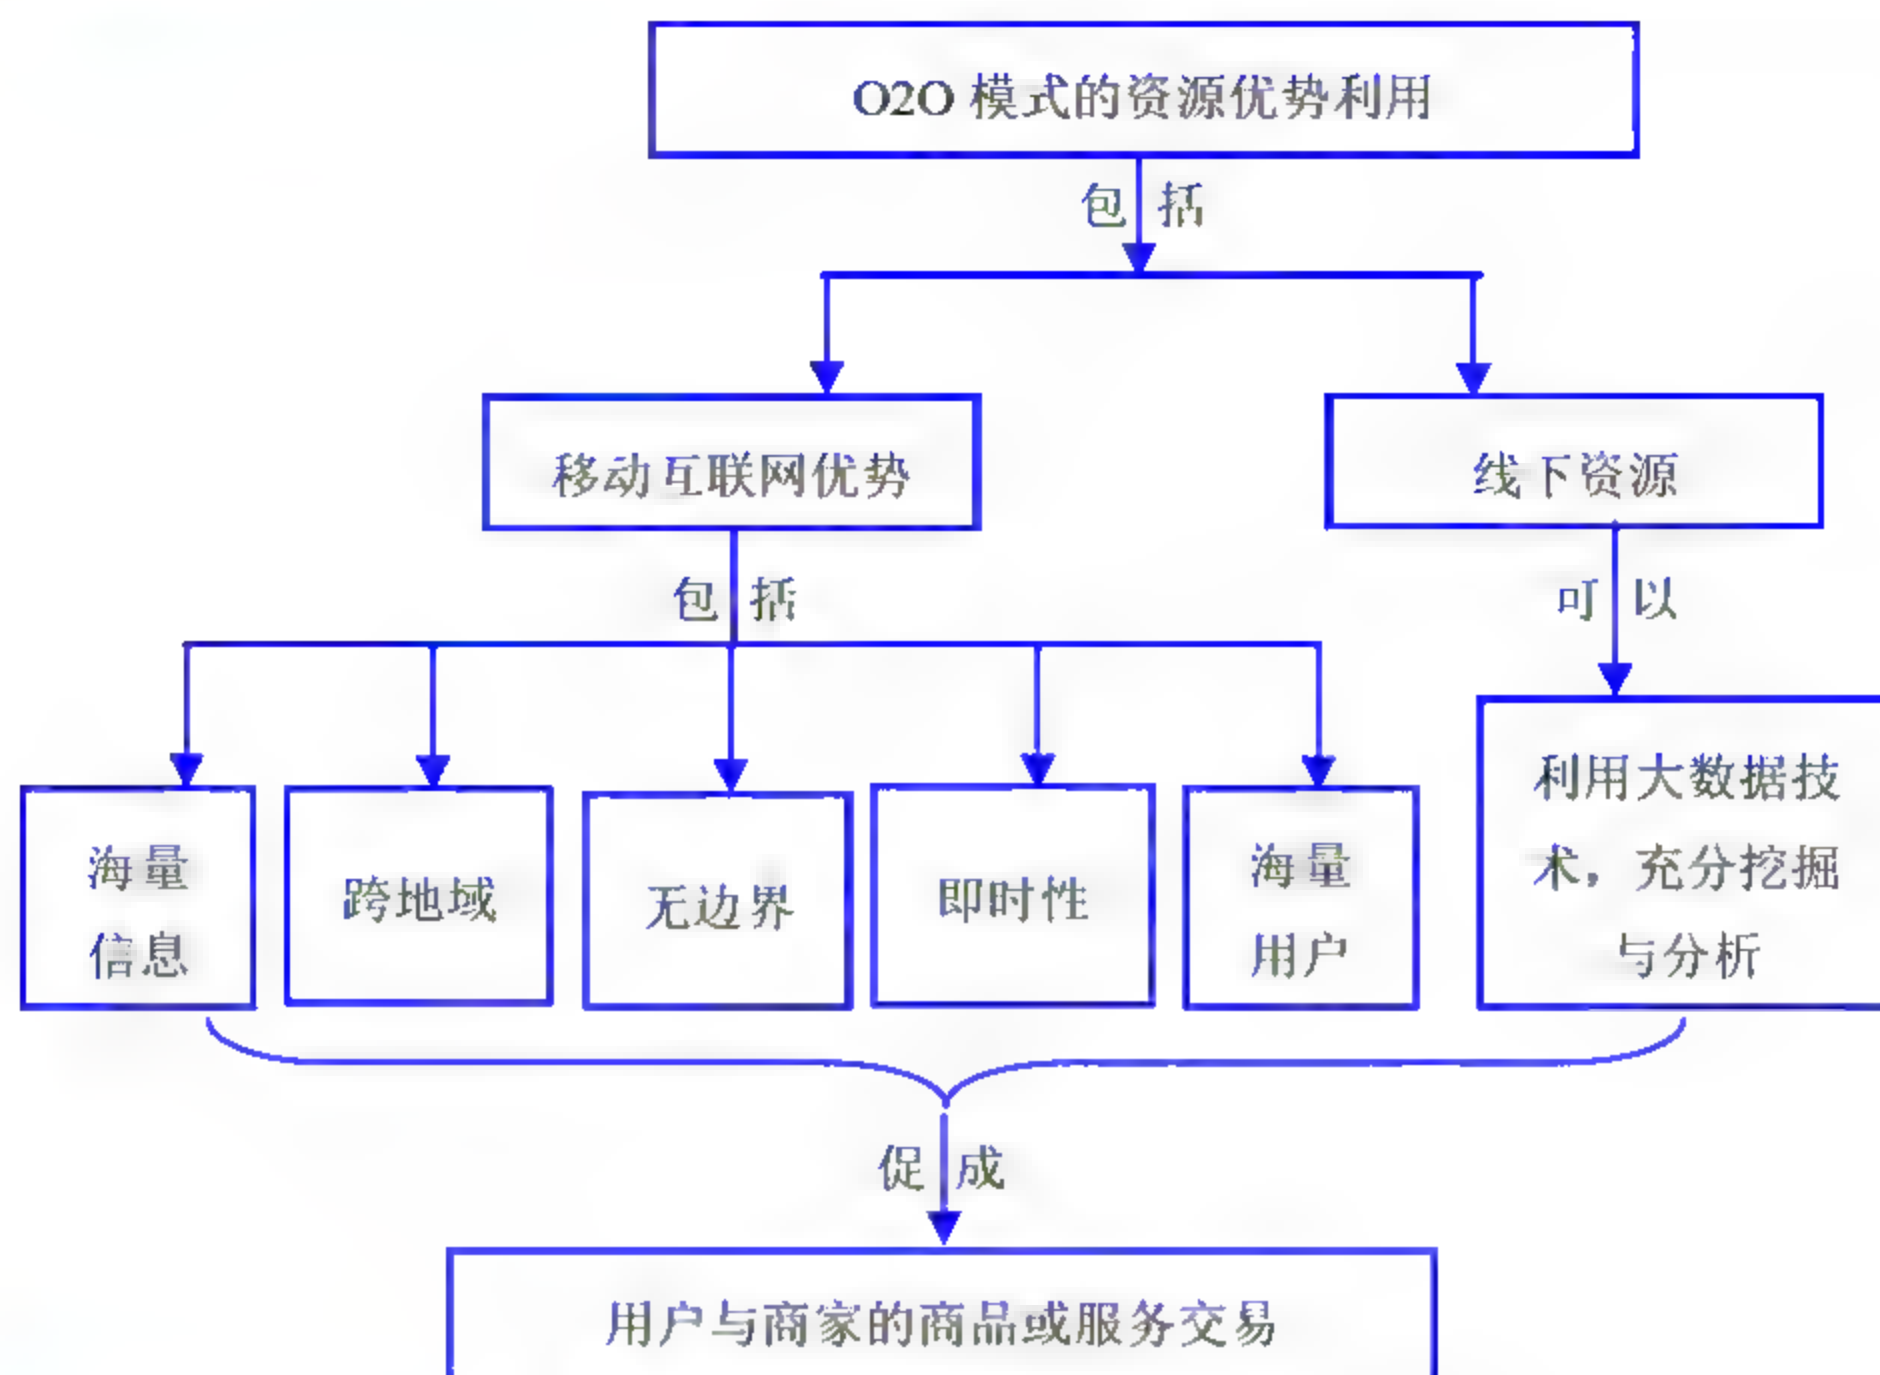 O2O 模式的资源优势利用
包括
移动互联网优势
线下资源
包括
可以
海量
信息
跨地域
无边界
即时性
海量
用户
利用大数据技
术，充分挖掘
与分析
促成
用户与商家的商品或服务交易